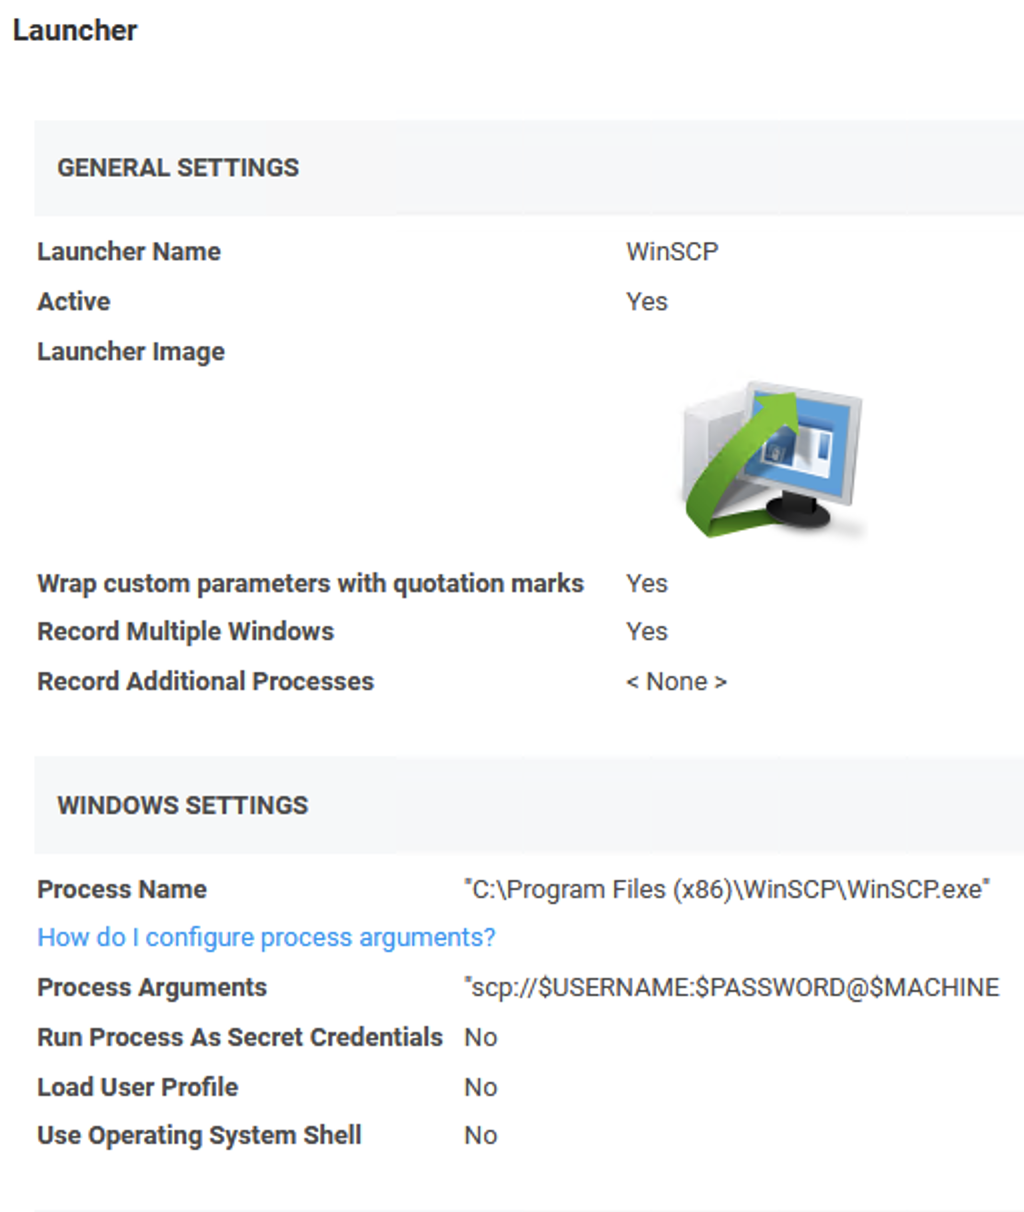 Launcher
GENERAL SETTINGS
Launcher Name WinSCP
Active Yes
Launcher Image
Wrap custom parameters with quotation marks Yes
Record Multiple Windows Yes
Record Additional Processes < None >
WINDOWS SETTINGS
Process Name "C:\Program Files (x86)\WinSCP\WinSCP.exe"
How do I configure process arguments?
Process Arguments "scp://$USERNAME:$PASSWORD@$MACHINE
Run Process As Secret Credentials No
Load User Profile No
Use Operating System Shell No